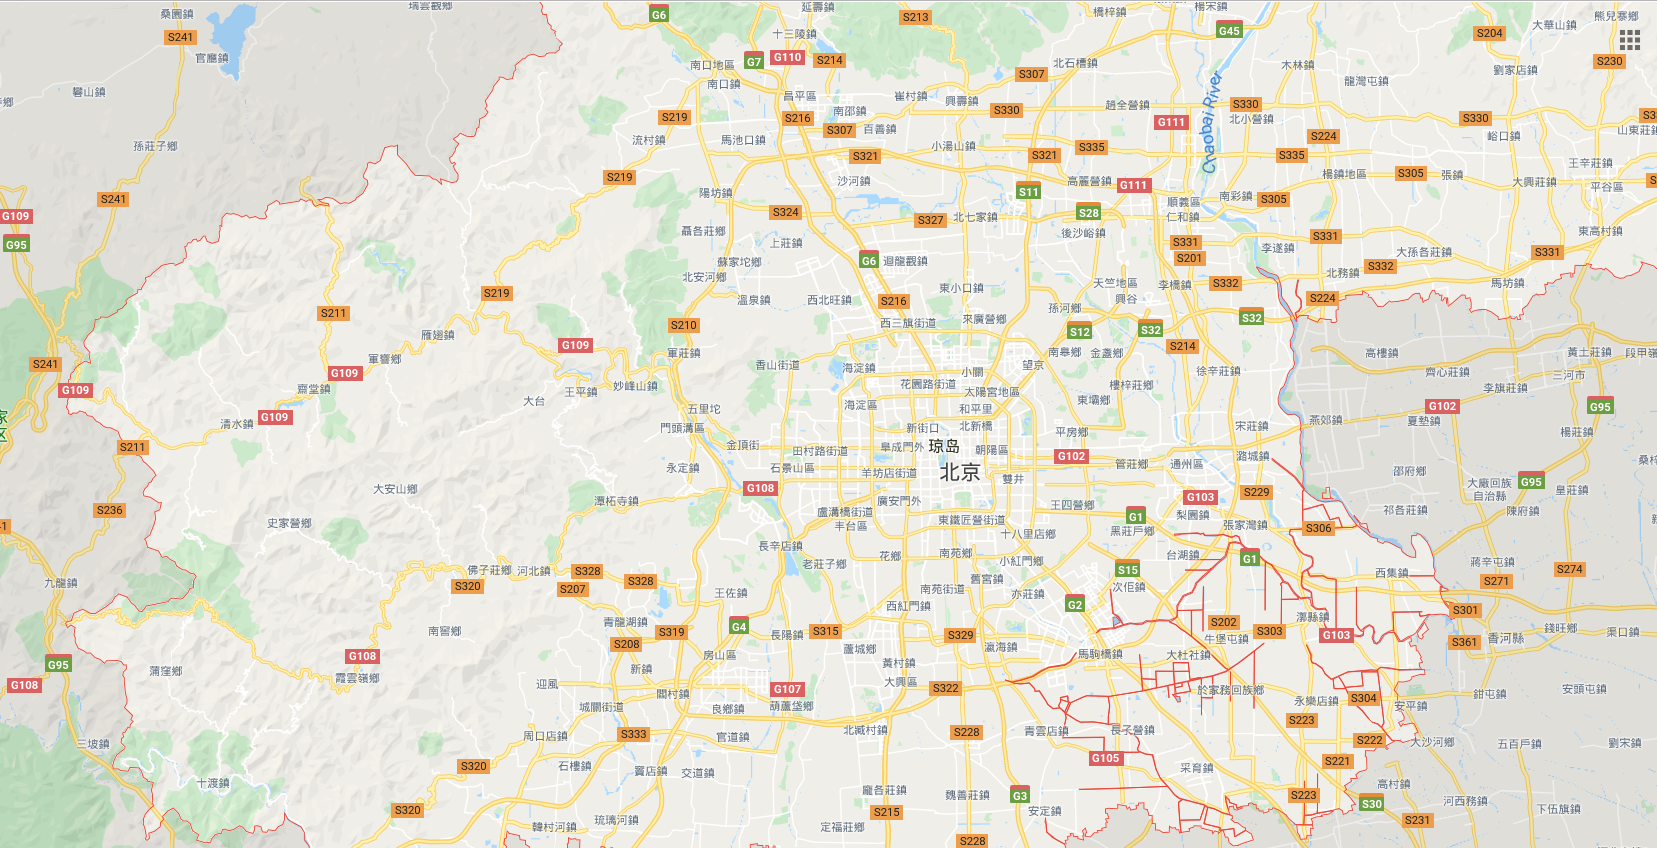 桑園鎮
瑞雲觀鄉
G6
延壽鎮
S213
橋梓鎮
楊宋鎮
熊兒寨鄉
S241
官廳鎮
十三陵鎮
G45
大華山鎮
S204
G7
G110
S214
南口地區
北石槽鎮
木林鎮
S230
S307
劉家店鎮
南口鎮
龍灣屯鎮
礬山鎮
昌平區
崔村鎮
興壽鎮
南邵鎮
S330
趙全營鎮
S330
Chaobai River
S219
S216
S307
百善鎮
G111
北小營鎮
S330
山東莊鎮
流村鎮
馬池口鎮
S224
峪口鎮
孫莊子鄉
S321
小湯山鎮
S321
S335
S335
王辛莊鎮
S219
沙河鎮
高麗營鎮
G111
楊鎮地區
S305
張鎮
大興莊鎮
平谷區
陽坊鎮
S11
S241
南彩鎮
S305
順義區
G109
S324
S327
北七家鎮
S28
仁和鎮
聶各莊鄉
後沙峪鎮
東高村鎮
G95
上莊鎮
S331
李遂鎮
S331
大孫各莊鎮
S331
蘇家坨鄉
G6
迴龍觀鎮
S201
S332
北務鎮
北安河鄉
天竺地區
李橋鎮
S332
馬坊鎮
S219
溫泉鎮
西北旺鎮
S216
東小口鎮
興谷
S224
S211
孫河鄉
S32
S210
西三旗街道
來廣營鄉
S12
S32
雁翅鎮
G109
S214
軍莊鎮
南皋鄉
金盞鄉
高樓鎮
黃土莊鎮
段甲嶺
軍響鄉
S241
香山街道
海淀鎮
望京
徐辛莊鎮
齊心莊鎮
三河市
G109
小關
G109
齋堂鎮
王平鎮
妙峰山鎮
花園路街道
太陽宮地區
樓梓莊鄉
李旗莊鎮
大台
東壩鄉
G102
G95
五里坨
海淀區
和平里
清水鎮
G109
燕郊鎮
夏墊鎮
門頭溝區
新街口
北新橋
宋莊鎮
楊莊鎮
平房鄉
S211
金頂街
田村路街道
阜成門外
琼岛
朝陽區
G102
管莊鄉
通州區
潞城鎮
永定鎮
石景山區
羊坊店街道
北京
雙井
邵府鄉
大廠回族
自治縣
G95
皇莊鎮
大安山鄉
G108
S229
潭柘寺鎮
廣安門外
王四營鄉
G103
S236
盧溝橋街道
G1
梨園鎮
祁各莊鎮
陳府鎮
史家營鄉
丰台區
東鐵匠營街道
張家灣鎮
S306
十八里店鄉
黑莊戶鄉
長辛店鎮
花鄉
南苑鄉
台湖鎮
G1
老莊子鄉
小紅門鄉
蔣辛屯鎮
佛子莊鄉
河北鎮
S328
S15
西集鎮
S274
九龍鎮
S320
S207
S328
舊宮鎮
次佢鎮
S271
王佐鎮
南苑街道
亦莊鎮
G2
西紅門鎮
S301
青龍湖鎮
漷縣鎮
南窖鄉
S319
G4
長陽鎮
S315
S202
S303
錢旺鄉
渠口鎮
S208
S329
牛堡屯鎮
G103
S361
香河縣
瀛海鎮
蘆城鄉
G95
G108
房山區
馬駒橋鎮
大杜社鎮
蒲窪鄉
新鎮
黃村鎮
霞雲嶺鄉
大興區
G108
迎風
閻村鎮
G107
S322
於家務回族鄉
鉗屯鎮
安頭屯鎮
永樂店鎮
S304
安平鎮
城關街道
良鄉鎮
葫蘆垡鄉
S223
周口店鎮
S333
官道鎮
北臧村鎮
S228
青雲店鎮
長子營鎮
三坡鎮
S222
大沙河鄉
五百戶鎮
劉宋鎮
G105
S221
S320
石樓鎮
竇店鎮
交道鎮
采育鎮
十渡鎮
高村鎮
龐各莊鎮
魏善莊鎮
G3
S223
S30
河西務鎮
S320
S215
安定鎮
大伍旗鎮
S231
韓村河鎮
琉璃河鎮
定福莊鄉
S228